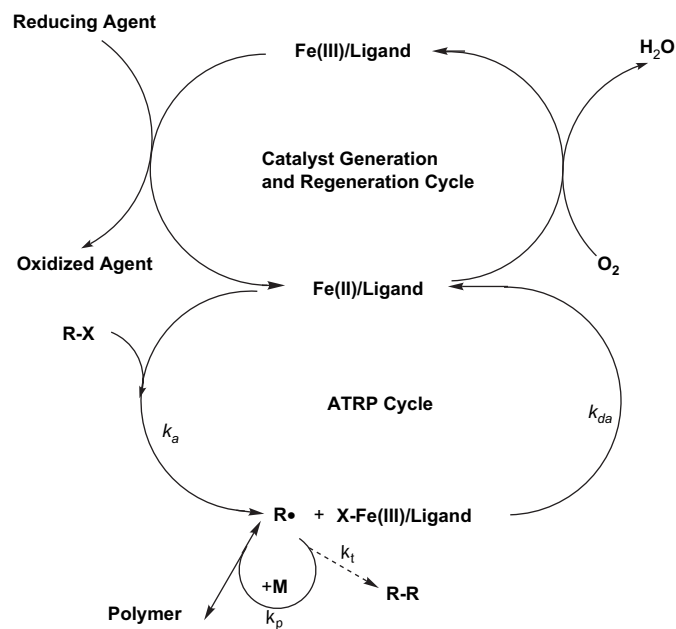 Reducing Agent
Fe(III)/Ligand
H₂O
Catalyst Generation
and Regeneration Cycle
Oxidized Agent
O₂
Fe(II)/Ligand
R-X
ATRP Cycle
kₐ
k_da
R• + X-Fe(III)/Ligand
kₜ
+M
R-R
Polymer
kₚ